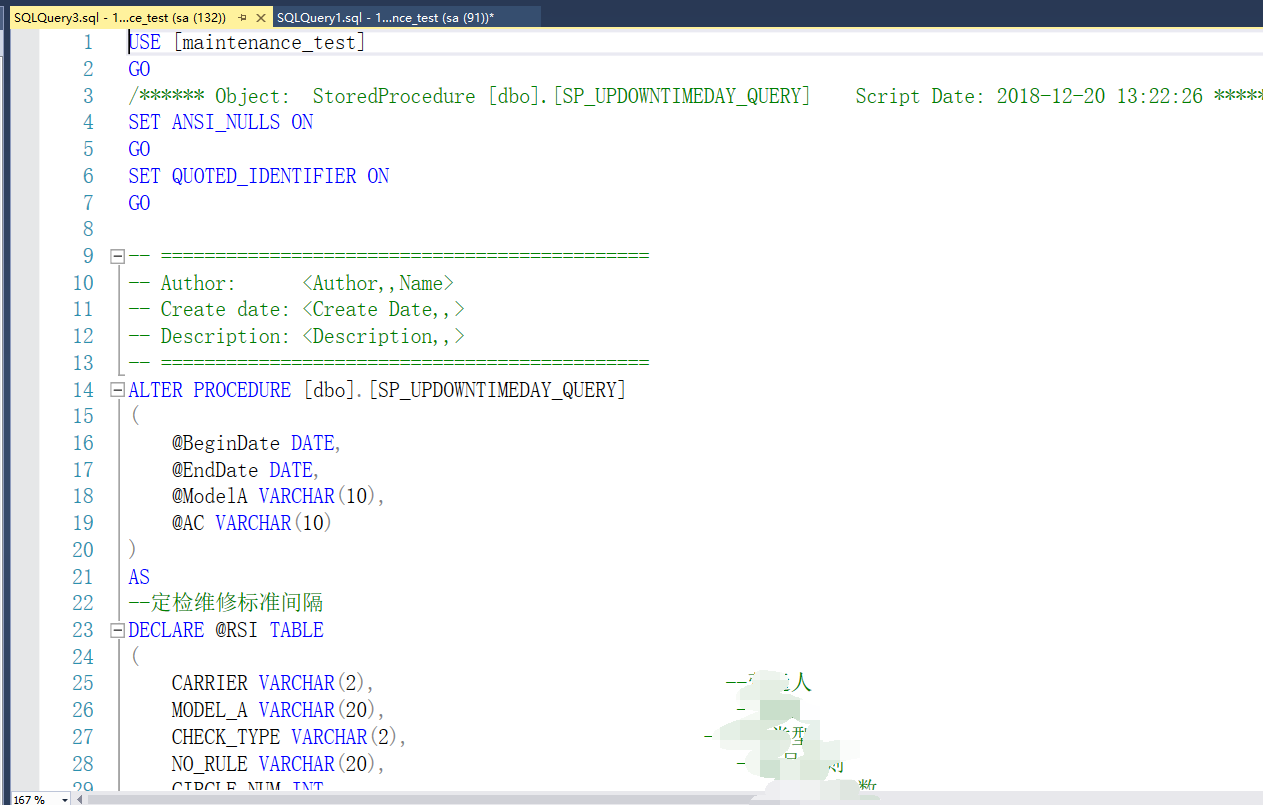 SQLQuery3.sql - 1...ce_test (sa (132)) SQLQuery1.sql - 1...nce_test (sa (91))*
1 USE [maintenance_test]
2 GO
3 /****** Object:  StoredProcedure [dbo].[SP_UPDOWNTIMEDAY_QUERY]    Script Date: 2018-12-20 13:22:26 *****
4 SET ANSI_NULLS ON
5 GO
6 SET QUOTED_IDENTIFIER ON
7 GO
8
9 -- =============================================
10 -- Author:      <Author,,Name>
11 -- Create date: <Create Date,,>
12 -- Description: <Description,,>
13 -- =============================================
14 ALTER PROCEDURE [dbo].[SP_UPDOWNTIMEDAY_QUERY]
15 (
16     @BeginDate DATE,
17     @EndDate DATE,
18     @ModelA VARCHAR(10),
19     @AC VARCHAR(10)
20 )
21 AS
22 --定检维修标准间隔
23 DECLARE @RSI TABLE
24 (
25     CARRIER VARCHAR(2), --人
26     MODEL_A VARCHAR(20), -
27     CHECK_TYPE VARCHAR(2), -类型
28     NO_RULE VARCHAR(20), -则
29     CIRCLE_NUM INT 数
167 %